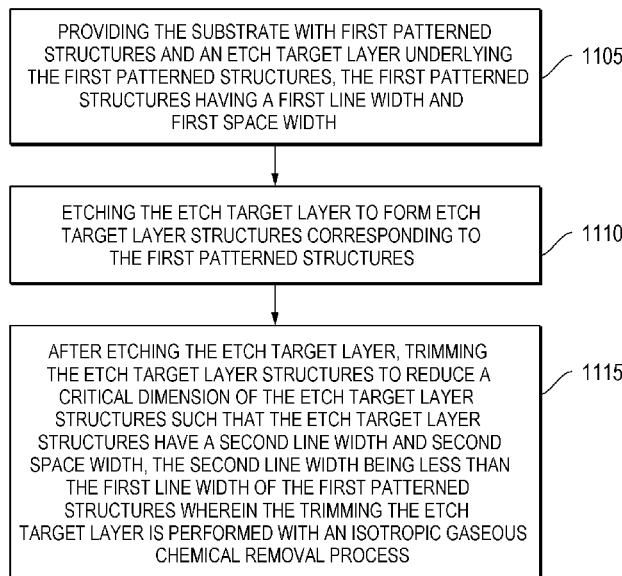 PROVIDING THE SUBSTRATE WITH FIRST PATTERNED
STRUCTURES AND AN ETCH TARGET LAYER UNDERLYING
THE FIRST PATTERNED STRUCTURES, THE FIRST PATTERNED
STRUCTURES HAVING A FIRST LINE WIDTH AND
FIRST SPACE WIDTH
1105
ETCHING THE ETCH TARGET LAYER TO FORM ETCH
TARGET LAYER STRUCTURES CORRESPONDING TO
THE FIRST PATTERNED STRUCTURES
1110
AFTER ETCHING THE ETCH TARGET LAYER, TRIMMING
THE ETCH TARGET LAYER STRUCTURES TO REDUCE A
CRITICAL DIMENSION OF THE ETCH TARGET LAYER
STRUCTURES SUCH THAT THE ETCH TARGET LAYER
STRUCTURES HAVE A SECOND LINE WIDTH AND SECOND
SPACE WIDTH, THE SECOND LINE WIDTH BEING LESS THAN
THE FIRST LINE WIDTH OF THE FIRST PATTERNED
STRUCTURES WHEREIN THE TRIMMING THE ETCH
TARGET LAYER IS PERFORMED WITH AN ISOTROPIC GASEOUS
CHEMICAL REMOVAL PROCESS
1115